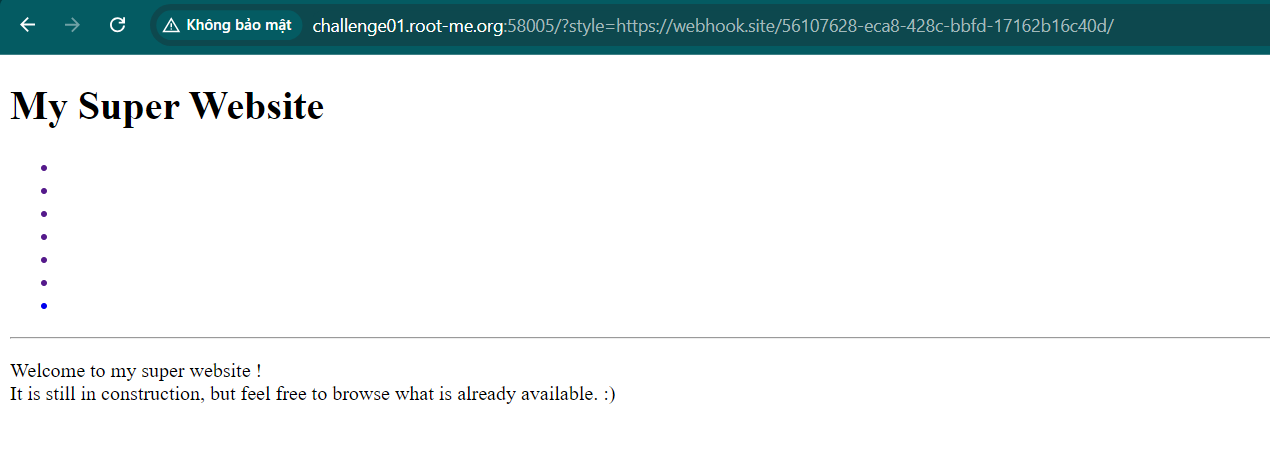 Không bảo mật challenge01.root-me.org:58005/?style=https://webhook.site/56107628-eca8-428c-bbfd-17162b16c40d/
My Super Website
Welcome to my super website !
It is still in construction, but feel free to browse what is already available. :)